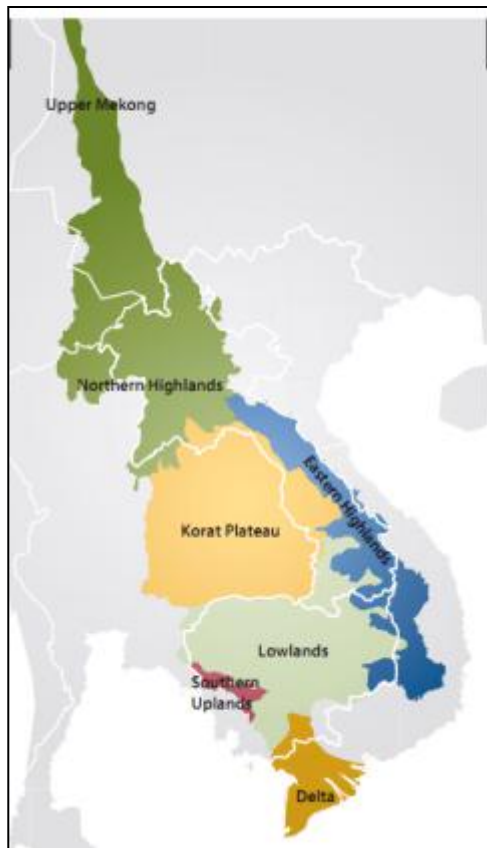 Upper Mekong
Northern Highlands
Eastern Highlands
Korat Plateau
Lowlands
Southern
Uplands
Delta